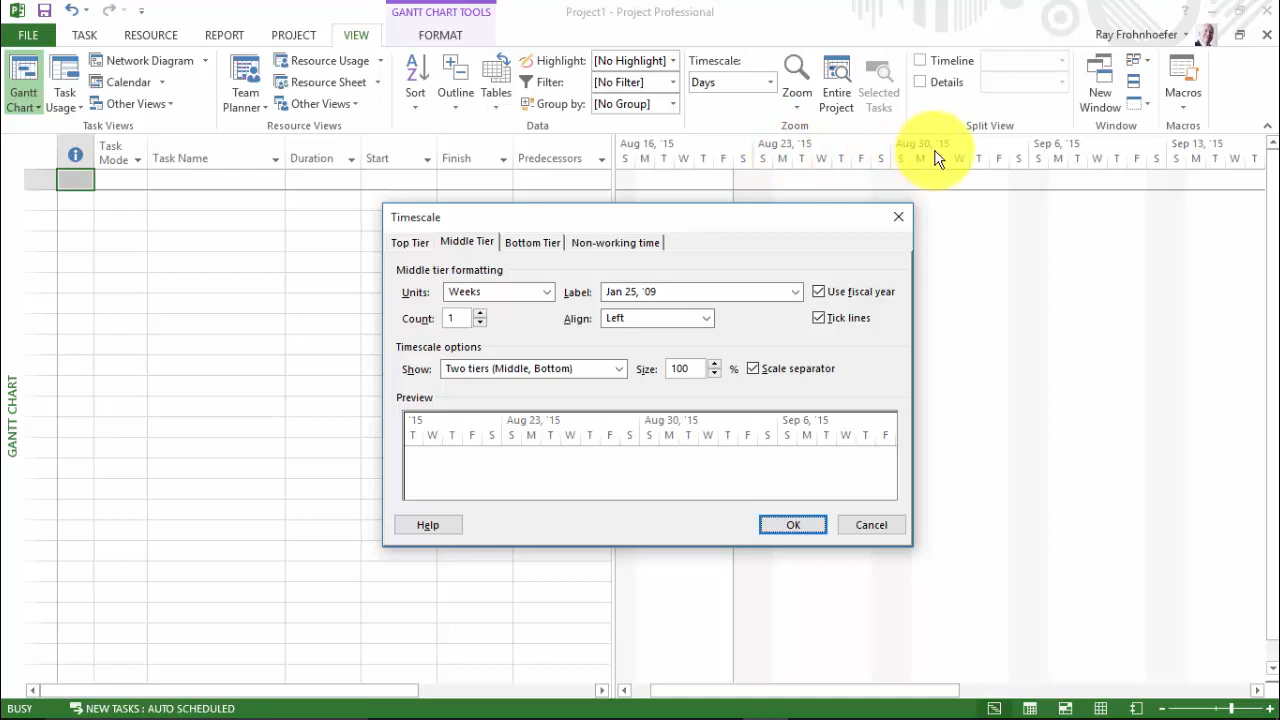 GANTT CHART TOOLS
Project1 - Project Professional
?
FILE TASK RESOURCE REPORT PROJECT VIEW FORMAT
Ray Frohnhoefer
Gantt Chart
Task Usage
Network Diagram
Calendar
Other Views
Task Views
Team Planner
Resource Usage
Resource Sheet
Other Views
Resource Views
Sort
Outline
Tables
Highlight: [No Highlight]
Filter: [No Filter]
Group by: [No Group]
Data
Timescale:
Days
Zoom
Entire Project
Selected Tasks
Zoom
Timeline
Details
Split View
New Window
Window
Macros
Macros
Task Mode Task Name Duration Start Finish Predecessors
Aug 16, '15 Aug 23, '15 Aug 30, '15 Sep 6, '15 Sep 13, '15
S M T W T F S S M T W T F S S M T W T F S S M T W T F S S M T W T
GANTT CHART
Timescale
Top Tier Middle Tier Bottom Tier Non-working time
Middle tier formatting
Units: Weeks Label: Jan 25, '09 Use fiscal year
Count: 1 Align: Left Tick lines
Timescale options
Show: Two tiers (Middle, Bottom) Size: 100 % Scale separator
Preview
'15 Aug 23, '15 Aug 30, '15 Sep 6, '15
T W T F S S M T W T F S S M T W T F S S M T W T F
Help OK Cancel
BUSY NEW TASKS : AUTO SCHEDULED